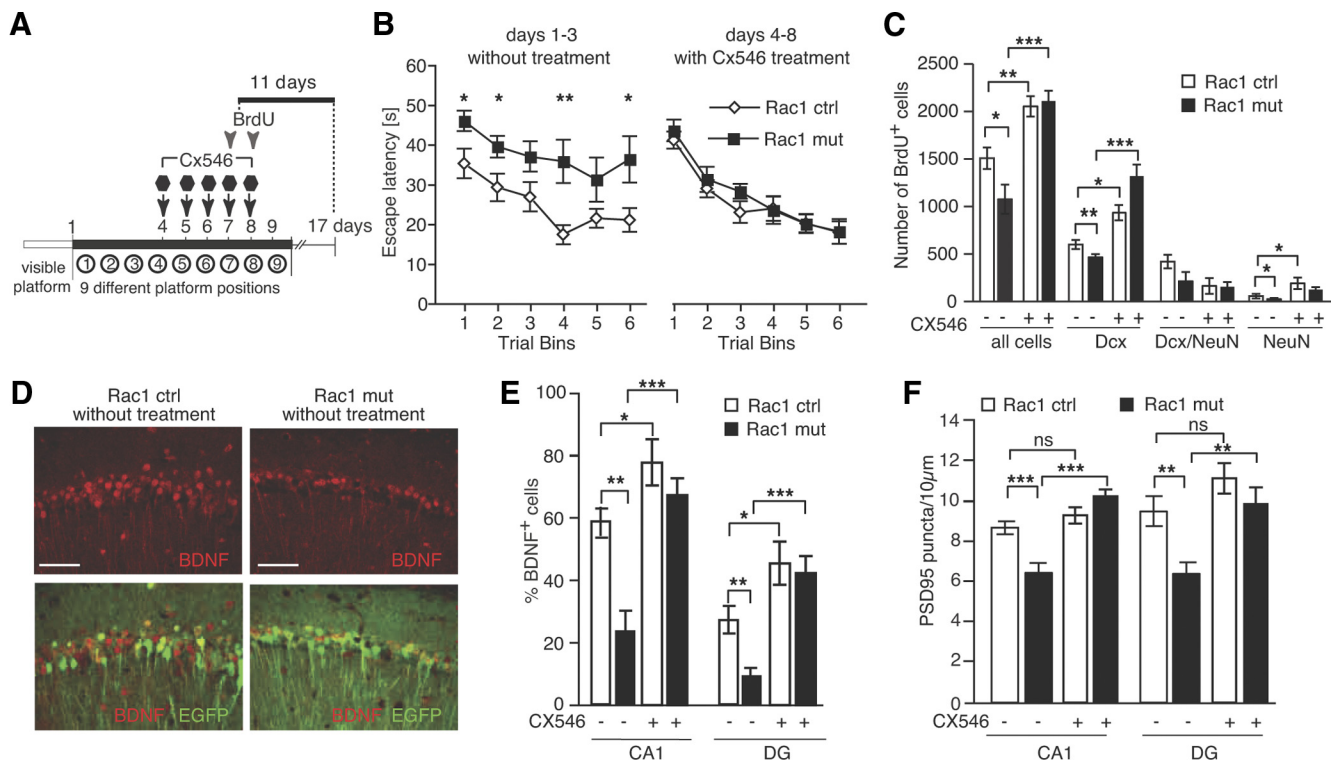 A
11 days
BrdU
Cx546
1 4 5 6 7 8 9 17 days
visible
platform
1 2 3 4 5 6 7 8 9
9 different platform positions
B
days 1-3
without treatment
days 4-8
with Cx546 treatment
Escape latency [s]
60
50
40
30
20
10
0
* * ** *
Rac1 ctrl
Rac1 mut
1 2 3 4 5 6
Trial Bins
1 2 3 4 5 6
Trial Bins
C
Number of BrdU+ cells
2500
2000
1500
1000
500
0
Rac1 ctrl
Rac1 mut
***
**
*
***
*
**
*
*
CX546 - - + + - - + + - - + + - - + +
all cells Dcx Dcx/NeuN NeuN
D
Rac1 ctrl
without treatment
Rac1 mut
without treatment
BDNF
BDNF
BDNF EGFP
BDNF EGFP
E
% BDNF+ cells
100
80
60
40
20
0
Rac1 ctrl
Rac1 mut
***
*
**
***
*
**
CX546 - - + + - - + +
CA1 DG
F
PSD95 puncta/10µm
14
12
10
8
6
4
2
0
Rac1 ctrl
Rac1 mut
ns
***
***
ns
**
**
CX546 - - + + - - + +
CA1 DG